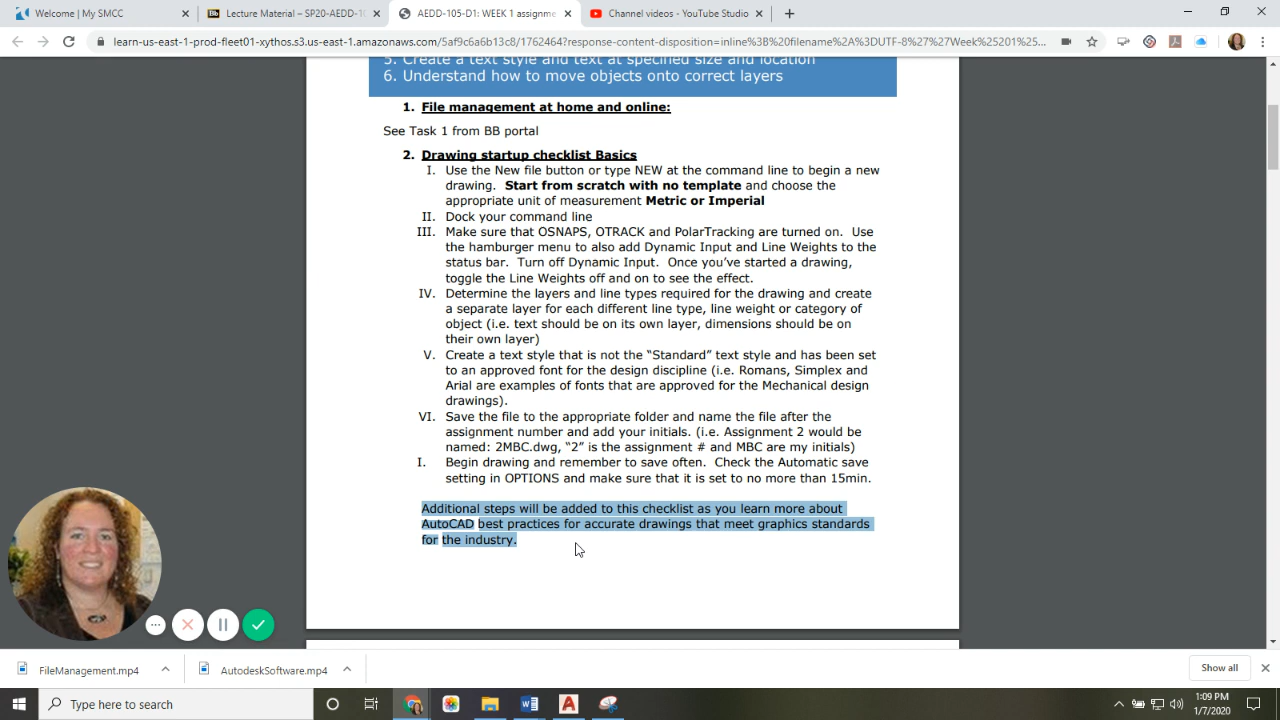 Welcome | My SMCC
Lecture Material – SP20-AEDD-10
AEDD-105-D1: WEEK 1 assignme
Channel videos - YouTube Studio
learn-us-east-1-prod-fleet01-xythos.s3.us-east-1.amazonaws.com/5af9c6a6b13c8/1762464?response-content-disposition=inline%3B%20filename%2A%3DUTF-8%27%27Week%201%25...
5. Create a text style and text at specified size and location
6. Understand how to move objects onto correct layers
1. File management at home and online:
See Task 1 from BB portal
2. Drawing startup checklist Basics
I. Use the New file button or type NEW at the command line to begin a new
drawing. Start from scratch with no template and choose the
appropriate unit of measurement Metric or Imperial
II. Dock your command line
III. Make sure that OSNAPS, OTRACK and PolarTracking are turned on. Use
the hamburger menu to also add Dynamic Input and Line Weights to the
status bar. Turn off Dynamic Input. Once you've started a drawing,
toggle the Line Weights off and on to see the effect.
IV. Determine the layers and line types required for the drawing and create
a separate layer for each different line type, line weight or category of
object (i.e. text should be on its own layer, dimensions should be on
their own layer)
V. Create a text style that is not the "Standard" text style and has been set
to an approved font for the design discipline (i.e. Romans, Simplex and
Arial are examples of fonts that are approved for the Mechanical design
drawings).
VI. Save the file to the appropriate folder and name the file after the
assignment number and add your initials. (i.e. Assignment 2 would be
named: 2MBC.dwg, "2" is the assignment # and MBC are my initials)
I. Begin drawing and remember to save often. Check the Automatic save
setting in OPTIONS and make sure that it is set to no more than 15min.
Additional steps will be added to this checklist as you learn more about
AutoCAD best practices for accurate drawings that meet graphics standards
for the industry.
FileManagement.mp4
AutodeskSoftware.mp4
Show all
Type here to search
1:09 PM
1/7/2020